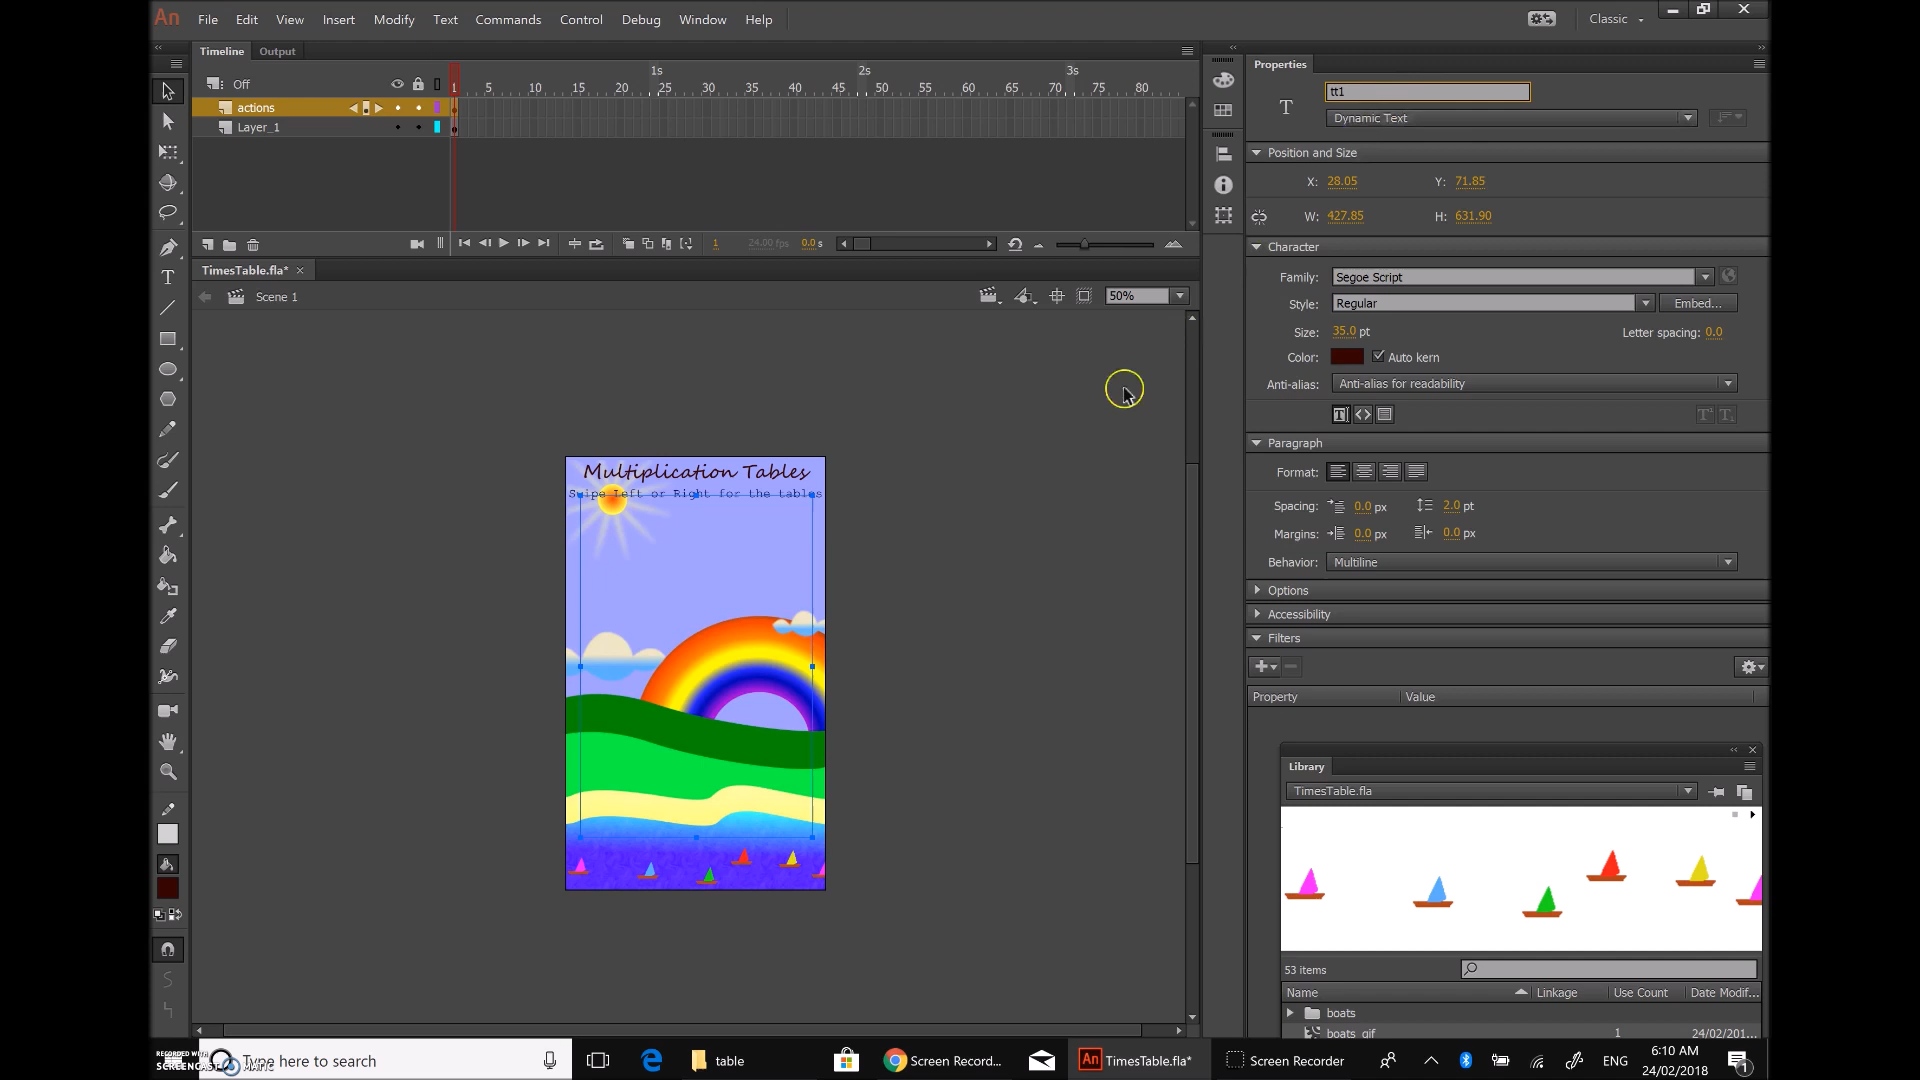 An File Edit View Insert Modify Text Commands Control Debug Window Help Classic
Timeline Output
Properties
Off 1 5 10 15 20 25 30 35 40 45 50 55 60 65 70 75 80
1s 2s 3s
actions
Layer_1
tt1
Dynamic Text
Position and Size
X: 28.05 Y: 71.85
W: 427.85 H: 631.90
1 24.00 fps 0.0 s
Character
TimesTable.fla*
Scene 1 50%
Family: Segoe Script
Style: Regular Embed...
Size: 35.0 pt Letter spacing: 0.0
Color: Auto kern
Anti-alias: Anti-alias for readability
Paragraph
Format:
Spacing: 0.0 px 2.0 pt
Margins: 0.0 px 0.0 px
Behavior: Multiline
Options
Accessibility
Filters
Property Value
Multiplication Tables
Swipe Left or Right for the tables
Library
TimesTable.fla
53 items
Name Linkage Use Count Date Modif...
boats
boats_gif 1 24/02/201...
RECORDED WITH
SCREENCAST
MATIC
Type here to search
table
Screen Record...
An TimesTable.fla*
Screen Recorder
ENG
6:10 AM
24/02/2018
1